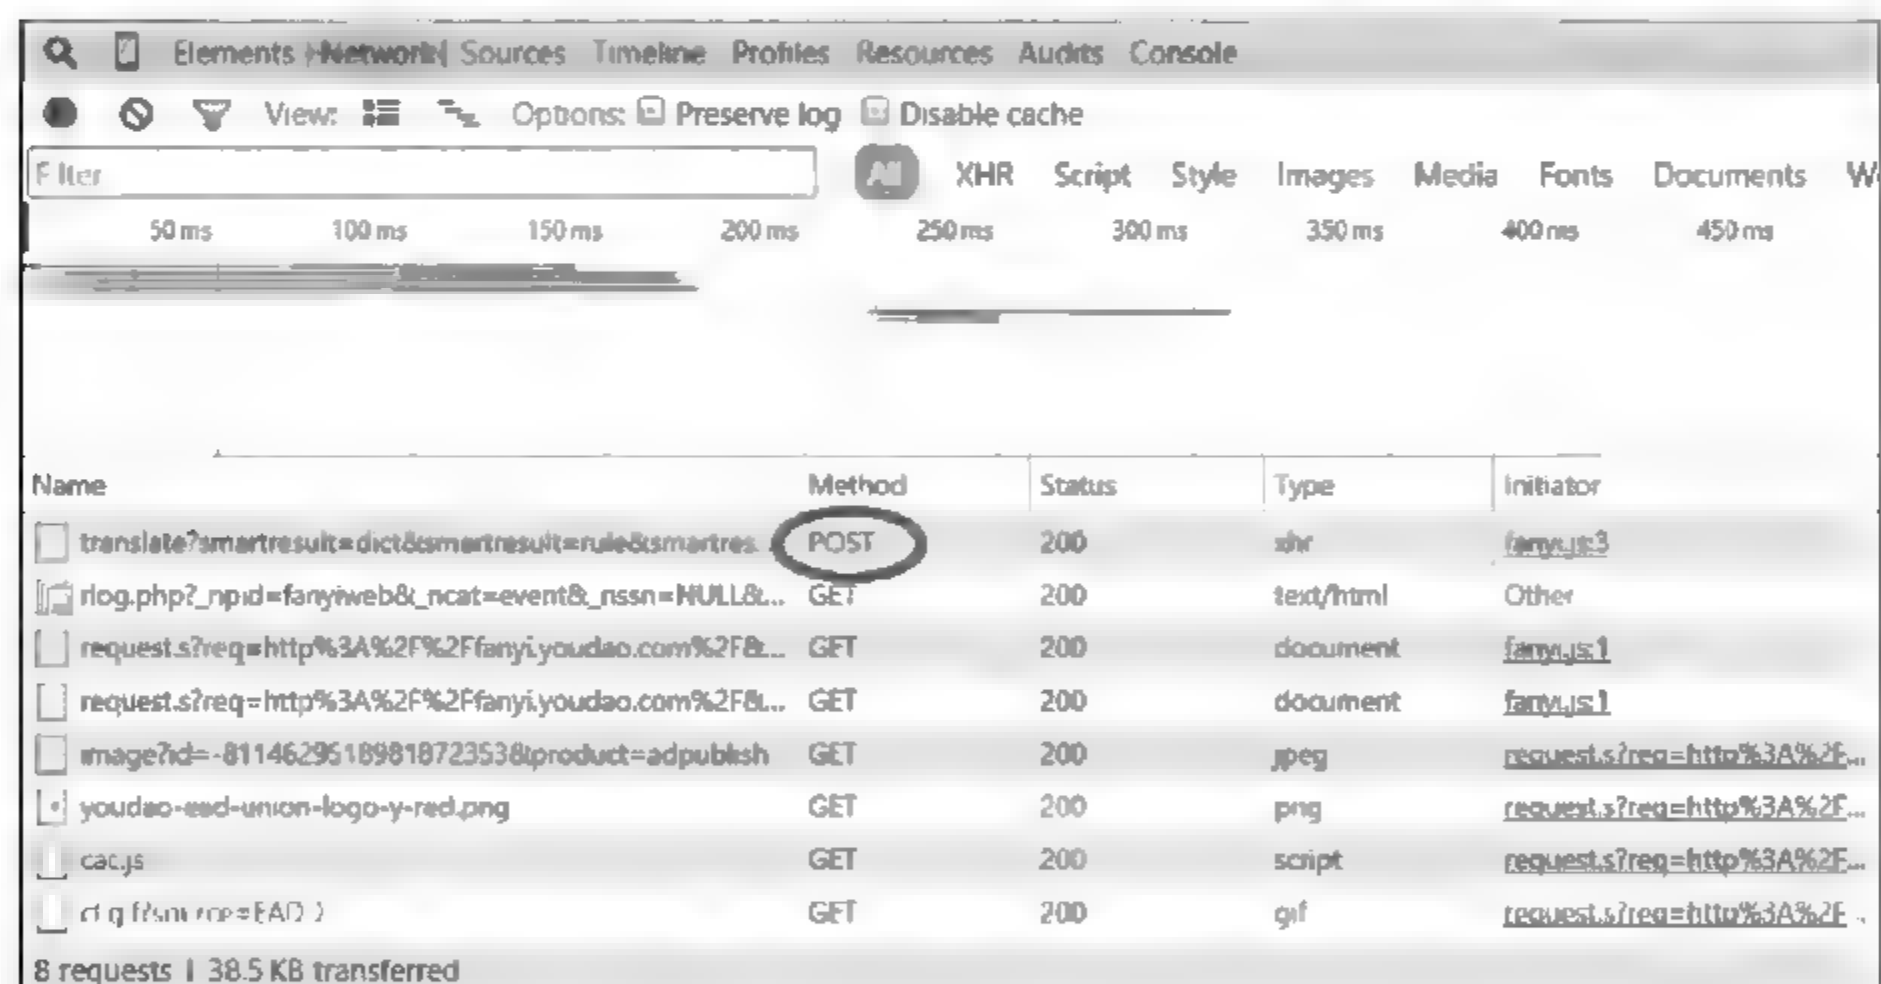 Elements Network Sources Timeline Profiles Resources Audits Console
View: Options: Preserve log Disable cache
Filter All XHR Script Style Images Media Fonts Documents
50 ms 100 ms 150 ms 200 ms 250 ms 300 ms 350 ms 400 ms 450 ms
Name Method Status Type Initiator
translate?smartresult=dict&smartresult=rule&smartres... POST 200 xhr fanyi.js:3
rlog.php?_npid=fanyiweb&_ncat=event&_nssn=NULL&... GET 200 text/html Other
request.s?req=http%3A%2F%2Ffanyi.youdao.com%2F&... GET 200 document fanyi.js:1
request.s?req=http%3A%2F%2Ffanyi.youdao.com%2F&... GET 200 document fanyi.js:1
image?id=-8114629518981872353&product=adpublish GET 200 jpeg request.s?req=http%3A%2F...
youdao-ead-union-logo-y-red.png GET 200 png request.s?req=http%3A%2F...
cac.js GET 200 script request.s?req=http%3A%2F...
GET 200 gif request.s?req=http%3A%2F...
8 requests | 38.5 KB transferred